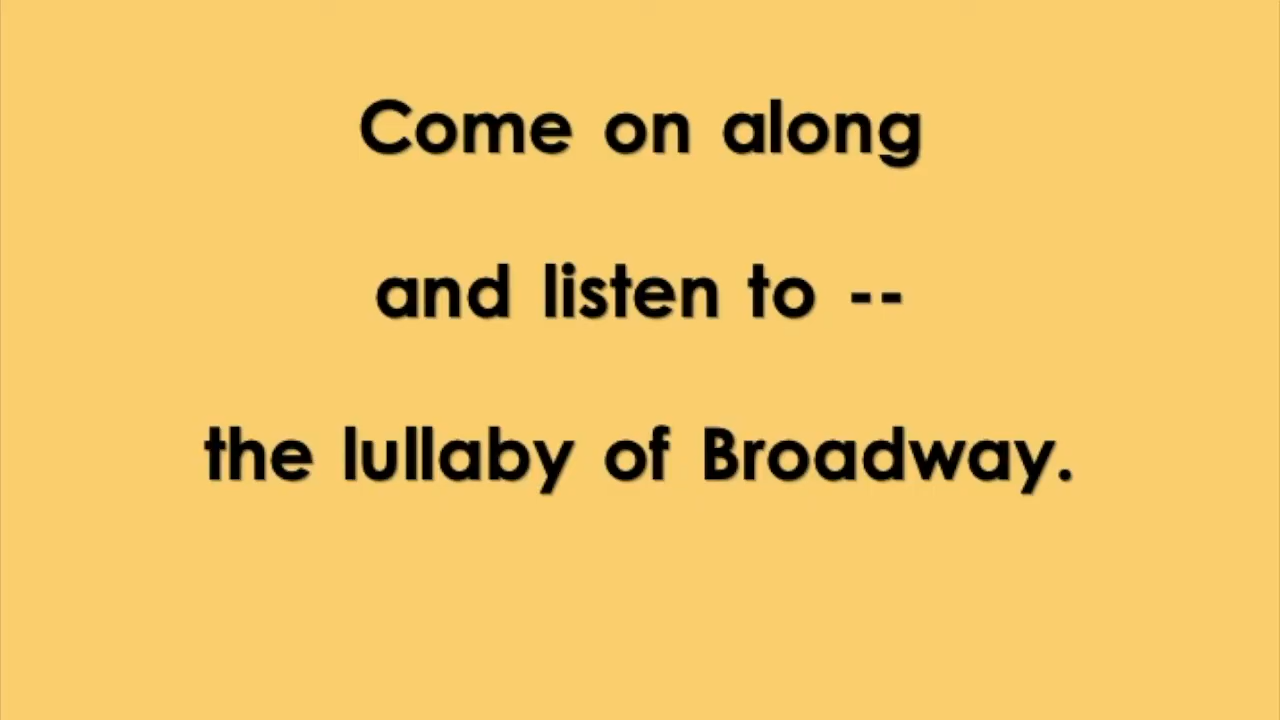 Come on along
and listen to --
the lullaby of Broadway.